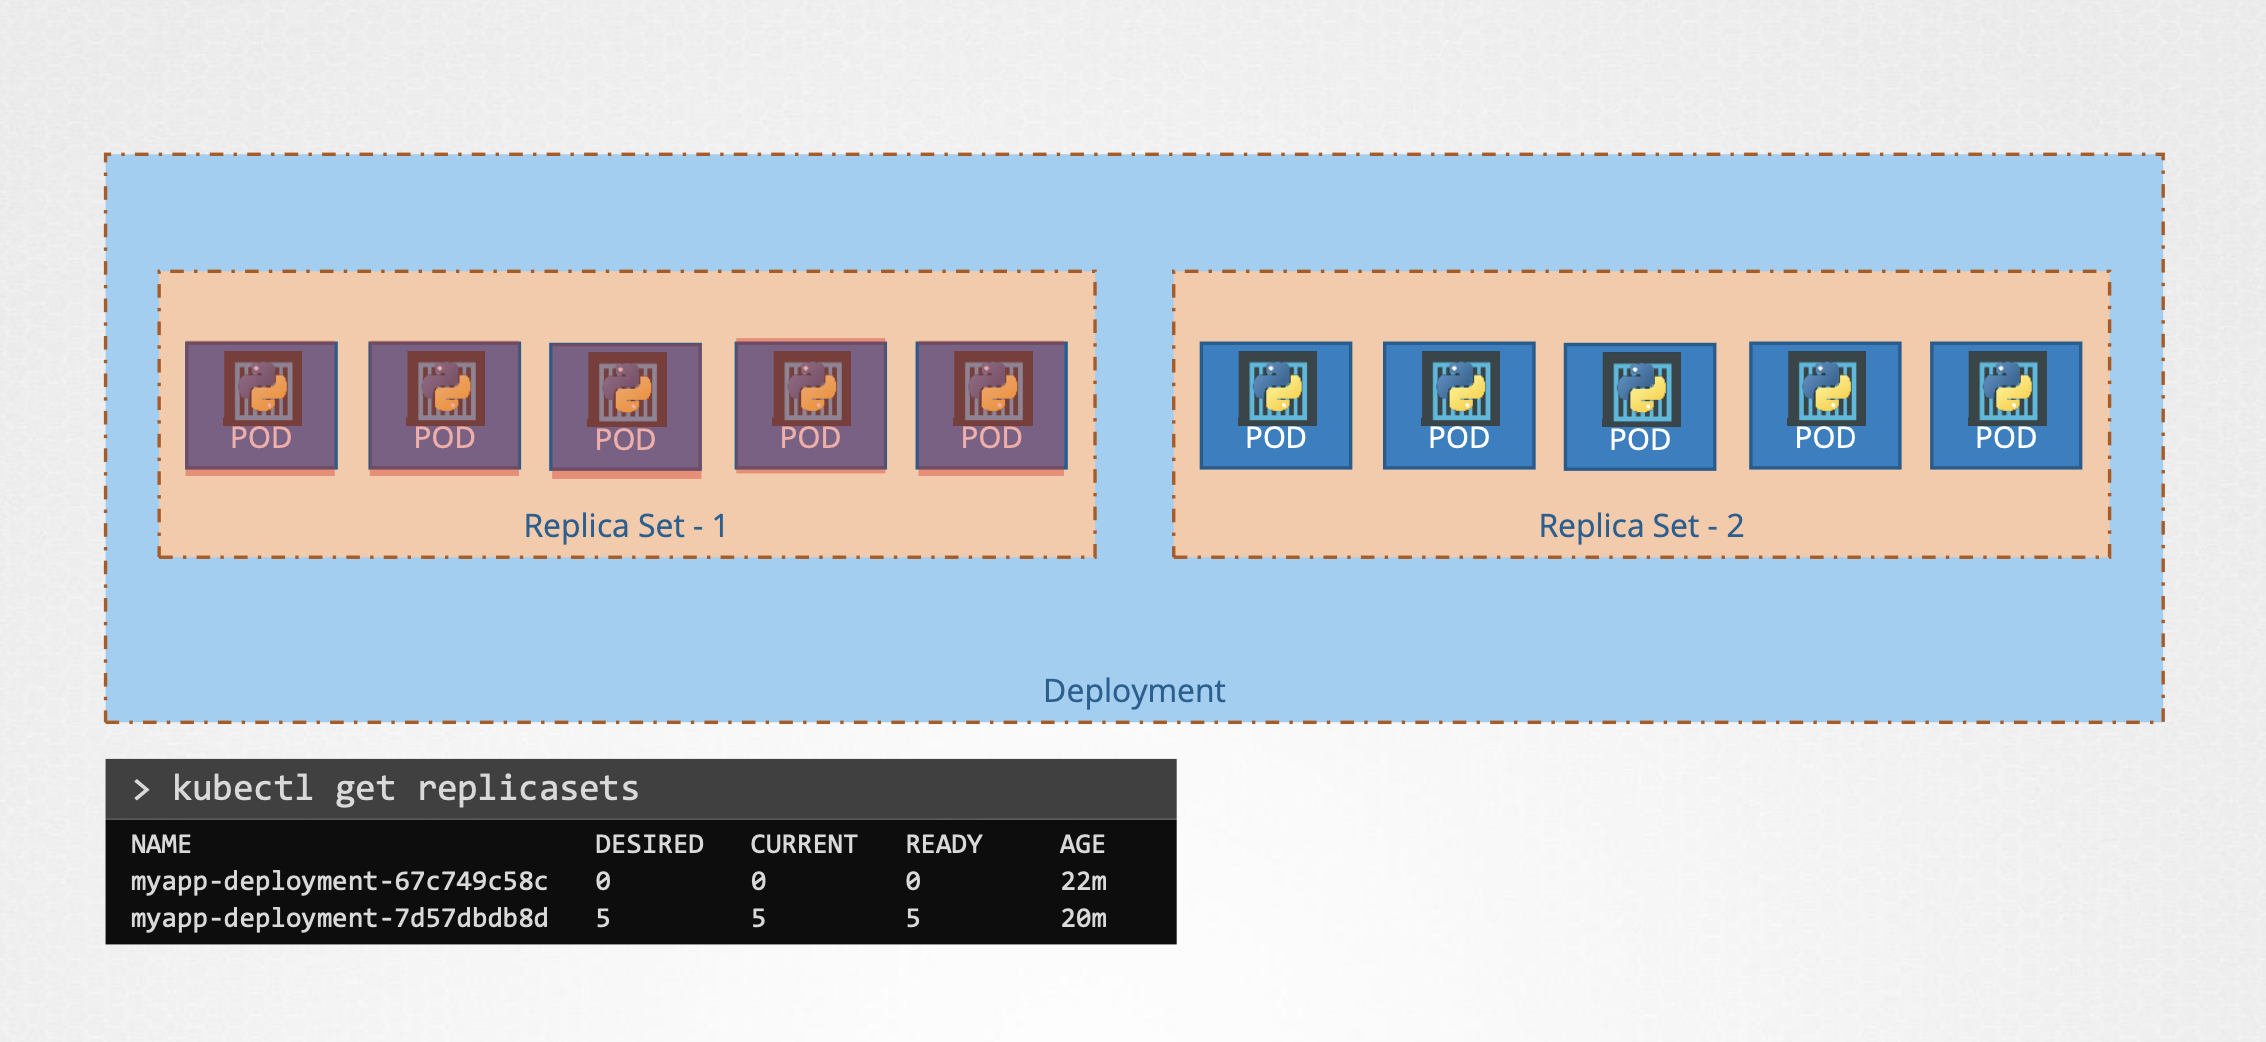 POD POD POD POD POD
Replica Set - 1
POD POD POD POD POD
Replica Set - 2
Deployment
> kubectl get replicasets
NAME DESIRED CURRENT READY AGE
myapp-deployment-67c749c58c 0 0 0 22m
myapp-deployment-7d57dbdb8d 5 5 5 20m